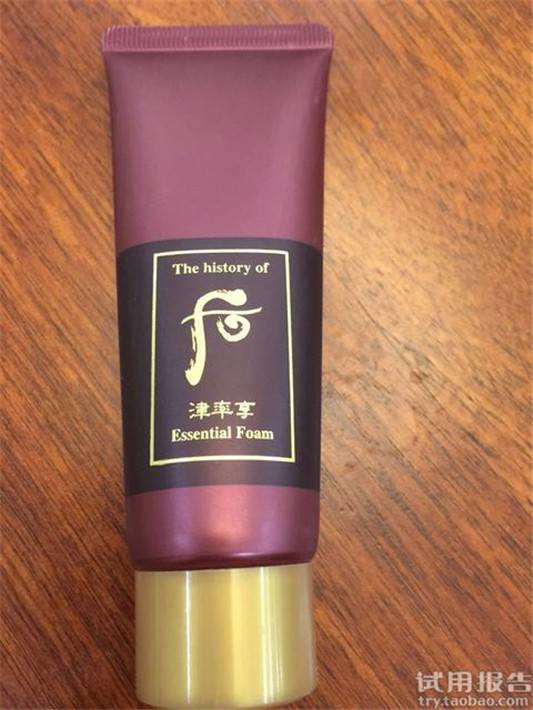 The history of
后
津率享
Essential Foam
试用报告
try.taobao.com